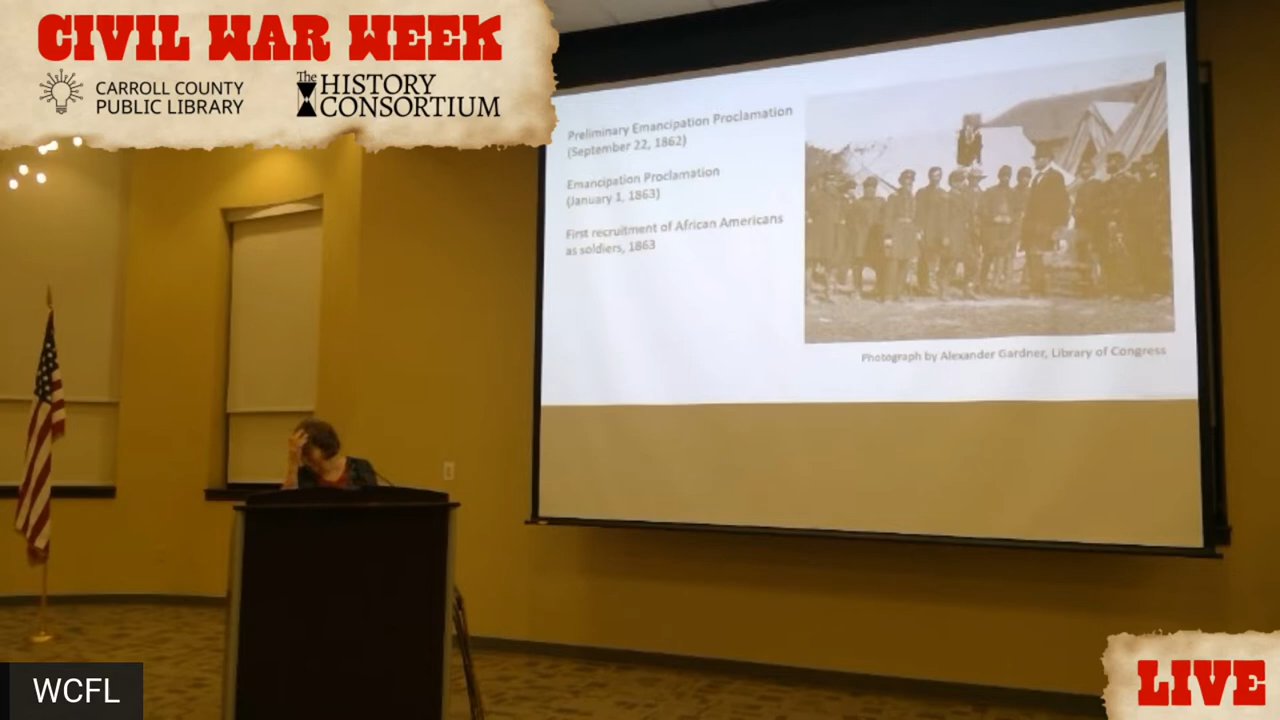 CIVIL WAR WEEK
CARROLL COUNTY
PUBLIC LIBRARY
The HISTORY
CONSORTIUM
Preliminary Emancipation Proclamation
(September 22, 1862)
Emancipation Proclamation
(January 1, 1863)
First recruitment of African Americans
as soldiers, 1863
Photograph by Alexander Gardner, Library of Congress
WCFL
LIVE